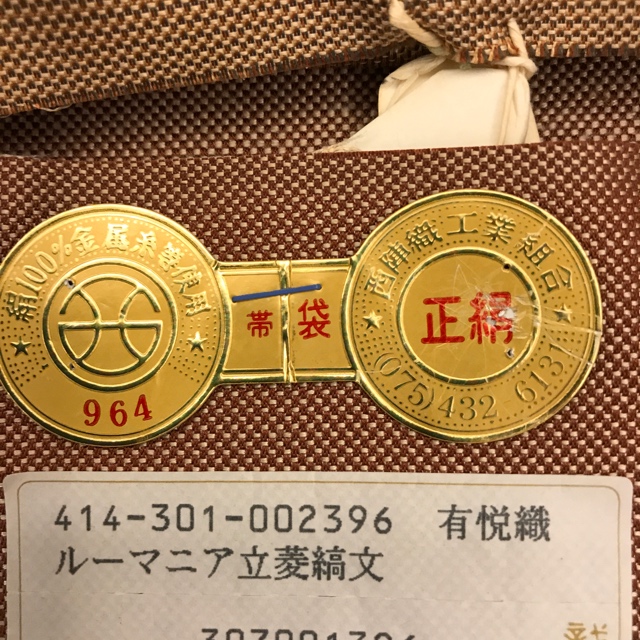 絹100%金属糸等使用
964
帯 袋
西陣織工業組合
正絹
(075)432 6131
414-301-002396 有悦織
ルーマニア立菱縞文